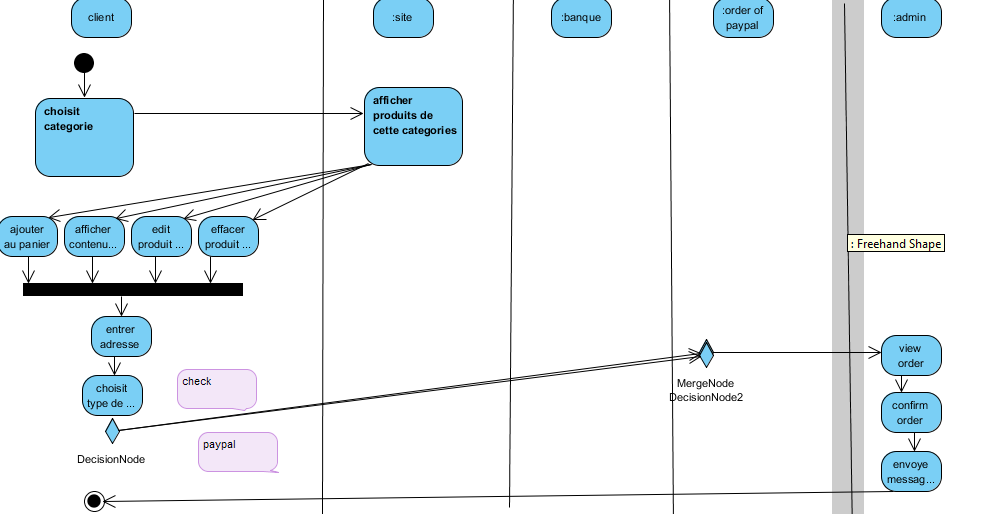 client
:site
:banque
:order of
paypal
:admin
choisit
categorie
afficher
produits de
cette categories
ajouter
au panier
afficher
contenu...
edit
produit ...
effacer
produit ...
: Freehand Shape
entrer
adresse
choisit
type de ...
check
paypal
DecisionNode
MergeNode
DecisionNode2
view
order
confirm
order
envoye
messag...